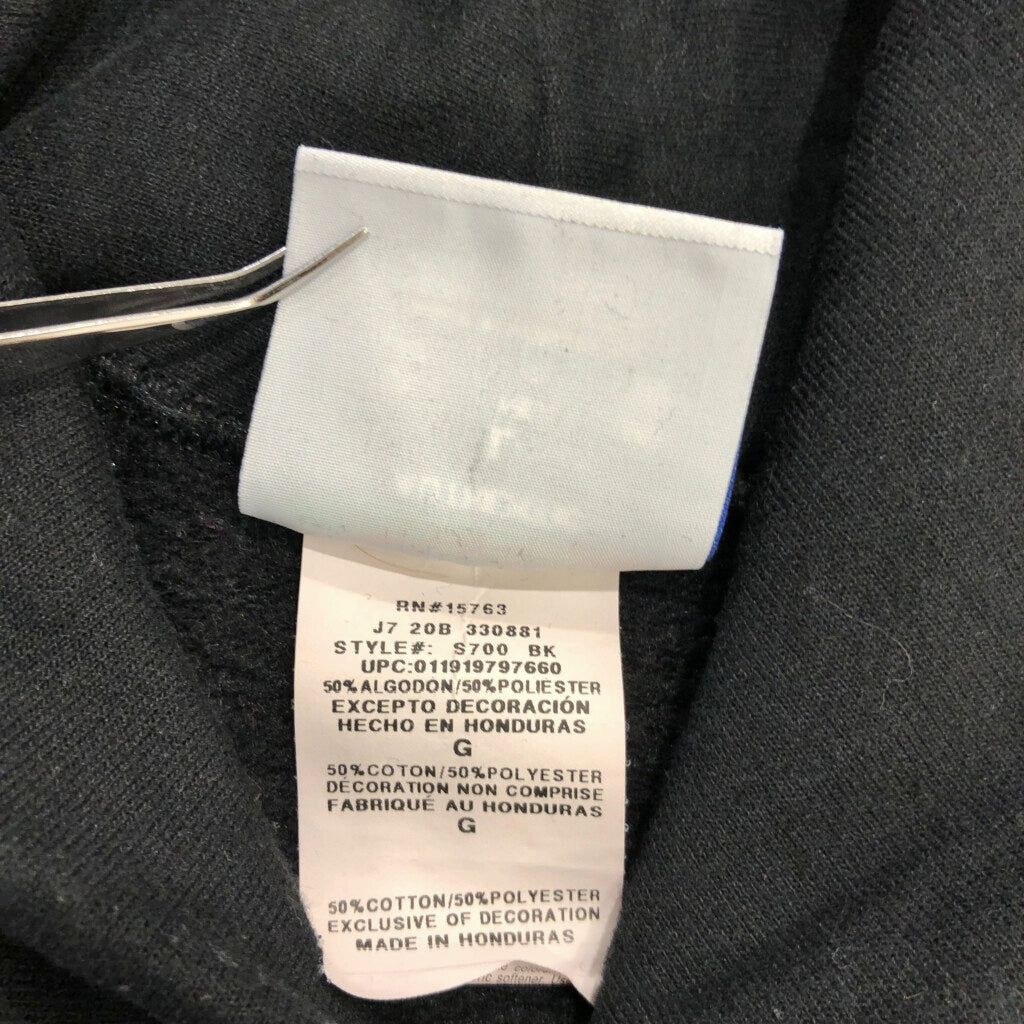 RN#15763
J7 20B 330881
STYLE#: S700 BK
UPC:011919797660
50%ALGODON/50%POLIESTER
EXCEPTO DECORACIÓN
HECHO EN HONDURAS
G
50%COTON/50%POLYESTER
DÉCORATION NON COMPRISE
FABRIQUÉ AU HONDURAS
G
50%COTTON/50%POLYESTER
EXCLUSIVE OF DECORATION
MADE IN HONDURAS
softener